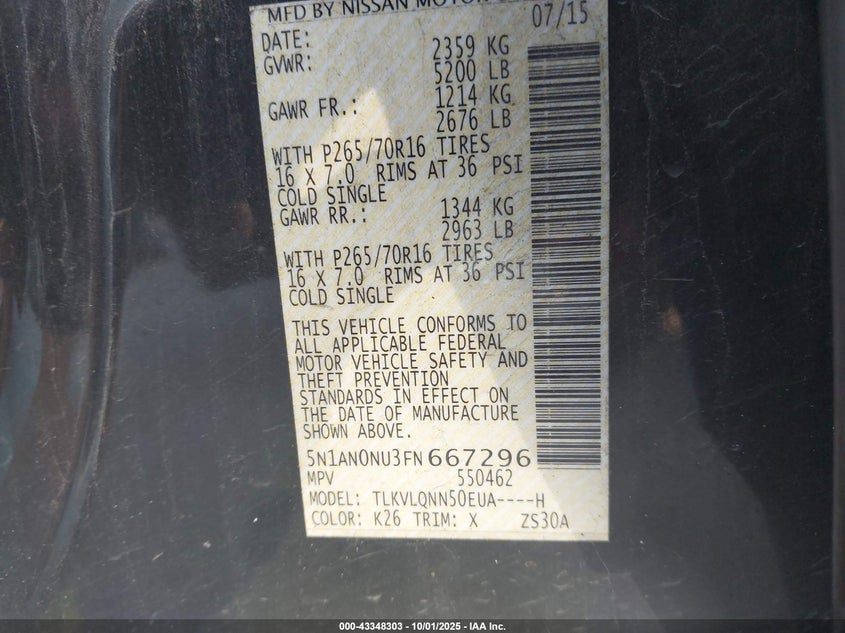 MFD BY NISSAN MOTOR
DATE: 07/15
GVWR: 2359 KG
5200 LB
GAWR FR.: 1214 KG
2676 LB
WITH P265/70R16 TIRES
16 X 7.0 RIMS AT 36 PSI
COLD SINGLE
GAWR RR.: 1344 KG
2963 LB
WITH P265/70R16 TIRES
16 X 7.0 RIMS AT 36 PSI
COLD SINGLE
THIS VEHICLE CONFORMS TO
ALL APPLICABLE FEDERAL
MOTOR VEHICLE SAFETY AND
THEFT PREVENTION
STANDARDS IN EFFECT ON
THE DATE OF MANUFACTURE
SHOWN ABOVE.
5N1AN0NU3FN667296
MPV 550462
MODEL: TLKVLQNN50EUA----H
COLOR: K26 TRIM: X ZS30A
000-43348303 - 10/01/2025 - IAA Inc.